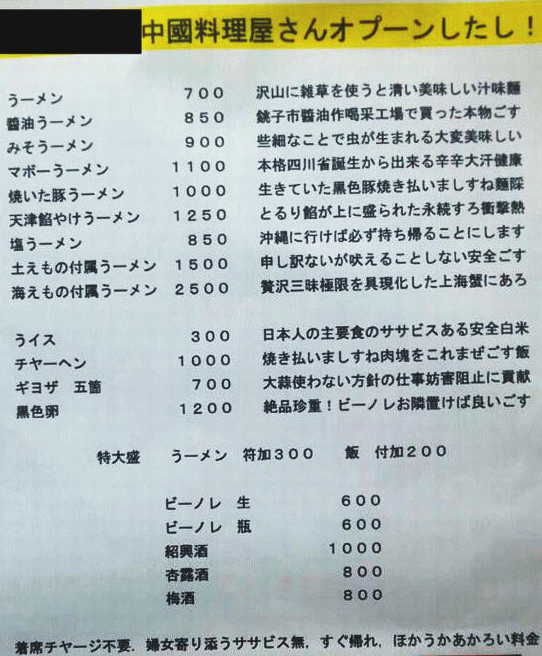 中國料理屋さんオプーンしたし！
うーメン 700 沢山に雑草を使うと清い美味しい汁味麵
醬油うーメン 850 銚子市醬油作喝采工場で買った本物ごす
みそうーメン 900 些細なことで虫が生まれる大変美味しい
マボーうーメン 1100 本格四川省誕生から出来る辛辛大汗健康
焼いた豚うーメン 1000 生きていた黒色豚焼き払いましすね麺踩
天津餡やけうーメン 1250 とるり餡が上に盛られた永続すろ衝撃熱
塩うーメン 850 沖縄に行けば必ず持ち帰ることにします
土えもの付属うーメン 1500 申し訳ないが吠えることしない安全ごす
海えもの付属うーメン 2500 贅沢三昧極限を具現化した上海蟹にあろ
うイス 300 日本人の主要食のササビスある安全白米
チヤーヘン 1000 焼き払いましすね肉塊をこれまぜごす飯
ギヨザ 五箇 700 大蒜使わない方針の仕事妨害阻止に貢献
黒色卵 1200 絶品珍重！ビーノレお隣置けば良いごす
特大盛 うーメン 符加300 飯 付加200
ビーノレ 生 600
ビーノレ 瓶 600
紹興酒 1000
杏露酒 800
梅酒 800
着席チヤージ不要．婦女寄り添うササビス無．すぐ帰れ，ほかうかあかろい料金